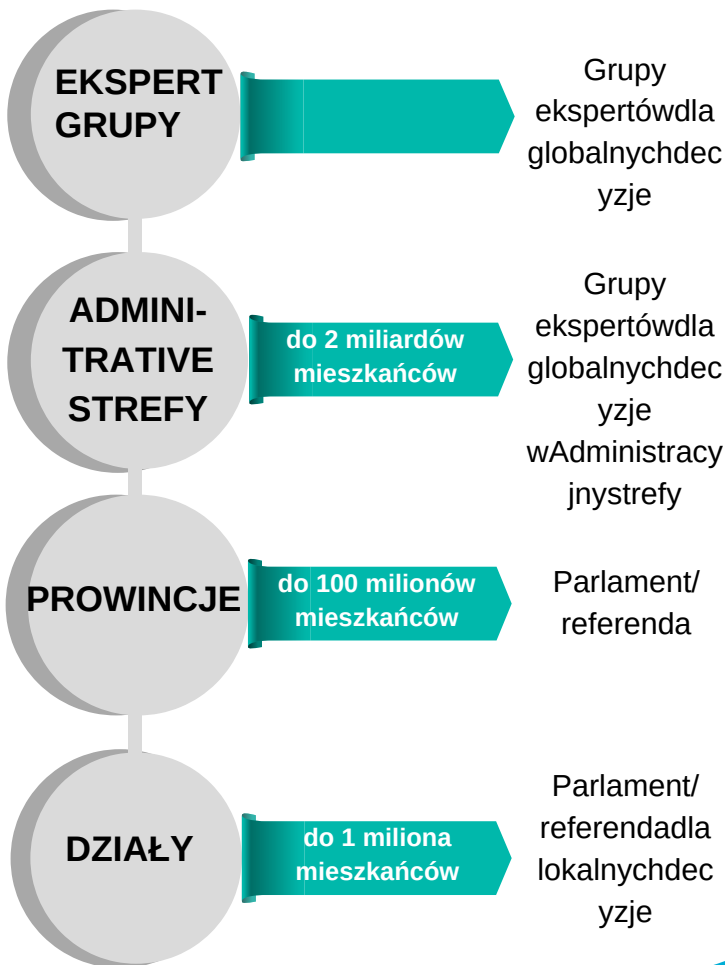 EKSPERT
GRUPY
Grupy
ekspertówdla
globalnychdec
yzje
ADMINI-
TRATIVE
STREFY
do 2 miliardów
mieszkańców
Grupy
ekspertówdla
globalnychdec
yzje
wAdministracy
jnystrefy
PROWINCJE
do 100 milionów
mieszkańców
Parlament/
referenda
DZIAŁY
do 1 miliona
mieszkańców
Parlament/
referendadla
lokalnychdec
yzje